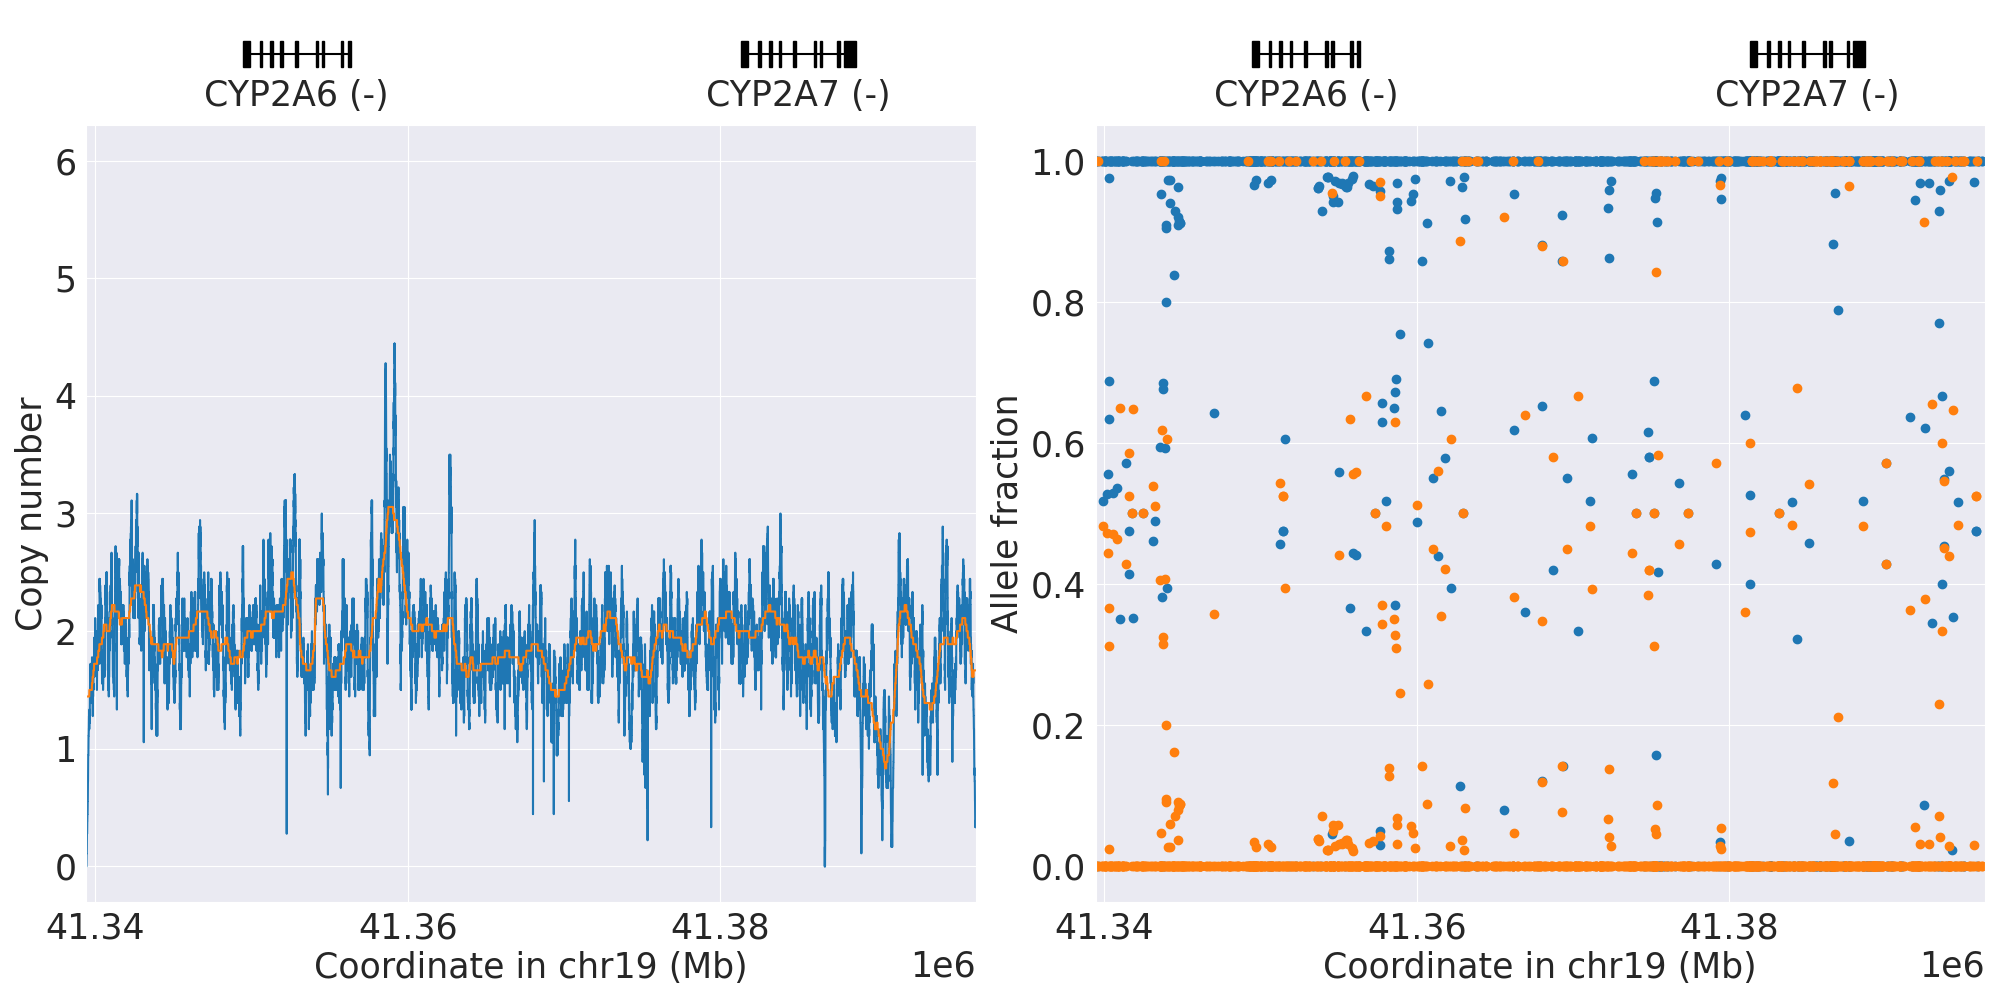 CYP2A6 (-) CYP2A7 (-)
Copy number
6
5
4
3
2
1
0
41.34 41.36 41.38
Coordinate in chr19 (Mb) 1e6
CYP2A6 (-) CYP2A7 (-)
Allele fraction
1.0
0.8
0.6
0.4
0.2
0.0
41.34 41.36 41.38
Coordinate in chr19 (Mb) 1e6